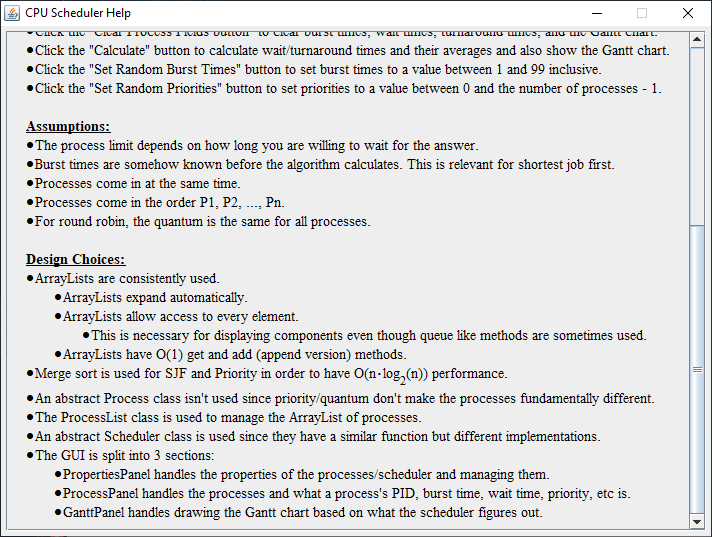 CPU Scheduler Help
●Click the "Clear Process Fields button" to clear burst times, wait times, turnaround times, and the Gantt chart.
●Click the "Calculate" button to calculate wait/turnaround times and their averages and also show the Gantt chart.
●Click the "Set Random Burst Times" button to set burst times to a value between 1 and 99 inclusive.
●Click the "Set Random Priorities" button to set priorities to a value between 0 and the number of processes - 1.
Assumptions:
●The process limit depends on how long you are willing to wait for the answer.
●Burst times are somehow known before the algorithm calculates. This is relevant for shortest job first.
●Processes come in at the same time.
●Processes come in the order P1, P2, ..., Pn.
●For round robin, the quantum is the same for all processes.
Design Choices:
●ArrayLists are consistently used.
●ArrayLists expand automatically.
●ArrayLists allow access to every element.
●This is necessary for displaying components even though queue like methods are sometimes used.
●ArrayLists have O(1) get and add (append version) methods.
●Merge sort is used for SJF and Priority in order to have O(n·log₂(n)) performance.
●An abstract Process class isn't used since priority/quantum don't make the processes fundamentally different.
●The ProcessList class is used to manage the ArrayList of processes.
●An abstract Scheduler class is used since they have a similar function but different implementations.
●The GUI is split into 3 sections:
●PropertiesPanel handles the properties of the processes/scheduler and managing them.
●ProcessPanel handles the processes and what a process's PID, burst time, wait time, priority, etc is.
●GanttPanel handles drawing the Gantt chart based on what the scheduler figures out.